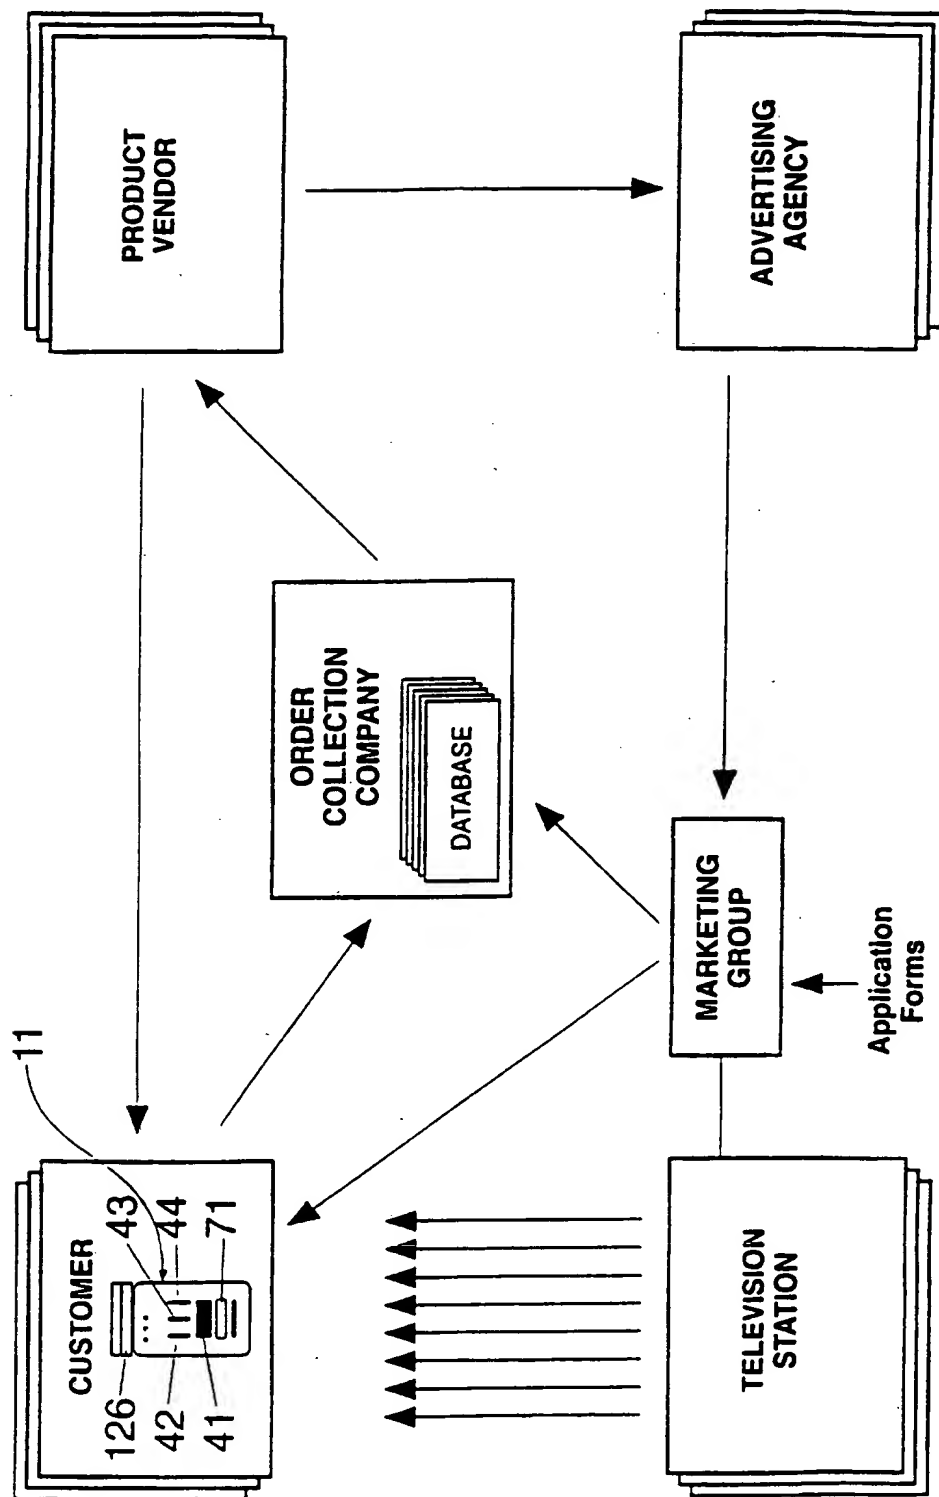 11
CUSTOMER
126
42
41
43
44
71
PRODUCT
VENDOR
ORDER
COLLECTION
COMPANY
DATABASE
TELEVISION
STATION
MARKETING
GROUP
Application
Forms
ADVERTISING
AGENCY